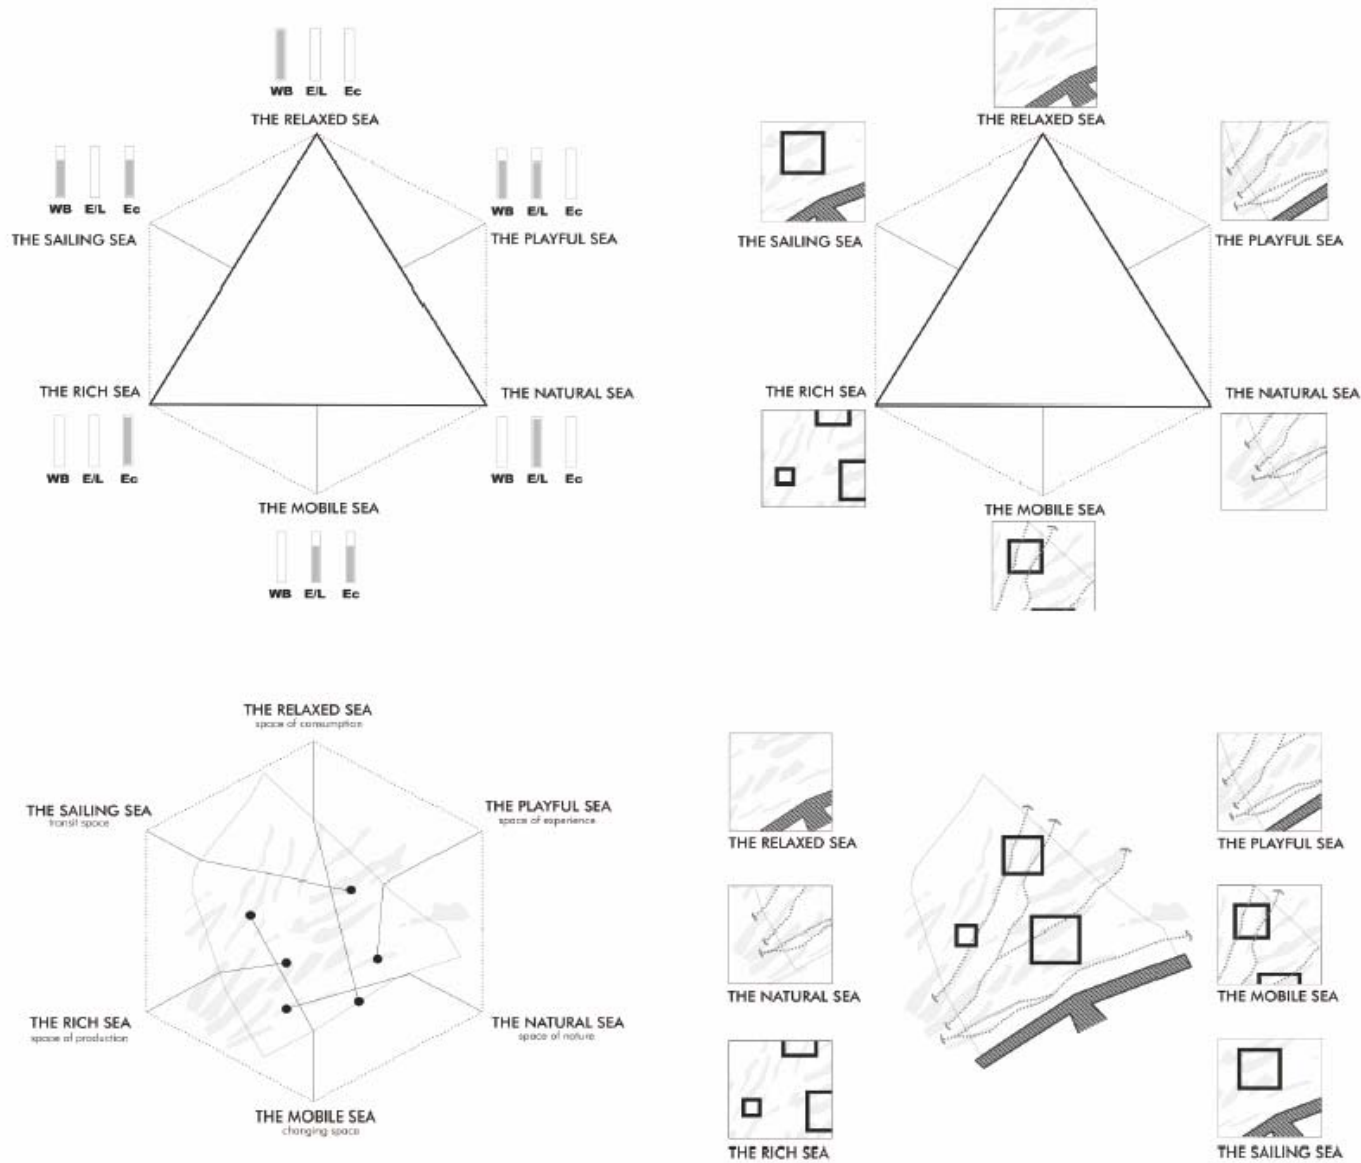 WB E/L Ec
THE RELAXED SEA
WB E/L Ec
THE SAILING SEA
WB E/L Ec
THE PLAYFUL SEA
THE RICH SEA
WB E/L Ec
THE NATURAL SEA
WB E/L Ec
THE MOBILE SEA
WB E/L Ec
THE RELAXED SEA
THE SAILING SEA
THE PLAYFUL SEA
THE RICH SEA
THE NATURAL SEA
THE MOBILE SEA
THE RELAXED SEA
space of consumption
THE SAILING SEA
transit space
THE PLAYFUL SEA
space of experience
THE RICH SEA
space of production
THE NATURAL SEA
space of nature
THE MOBILE SEA
changing space
THE RELAXED SEA
THE PLAYFUL SEA
THE NATURAL SEA
THE MOBILE SEA
THE RICH SEA
THE SAILING SEA